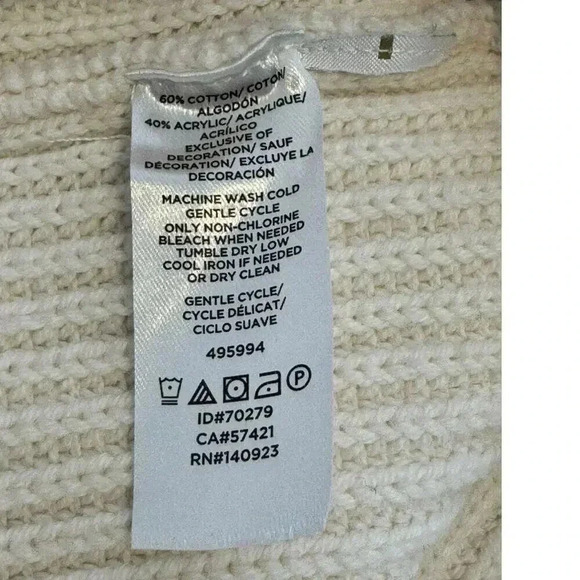 60% COTTON/ COTON/
ALGODÓN
40% ACRYLIC/ ACRYLIQUE/
ACRÍLICO
EXCLUSIVE OF
DECORATION/ SAUF
DÉCORATION/ EXCLUYE LA
DECORACIÓN
MACHINE WASH COLD
GENTLE CYCLE
ONLY NON-CHLORINE
BLEACH WHEN NEEDED
TUMBLE DRY LOW
COOL IRON IF NEEDED
OR DRY CLEAN
GENTLE CYCLE/
CYCLE DÉLICAT/
CICLO SUAVE
495994
P
ID#70279
CA#57421
RN#140923